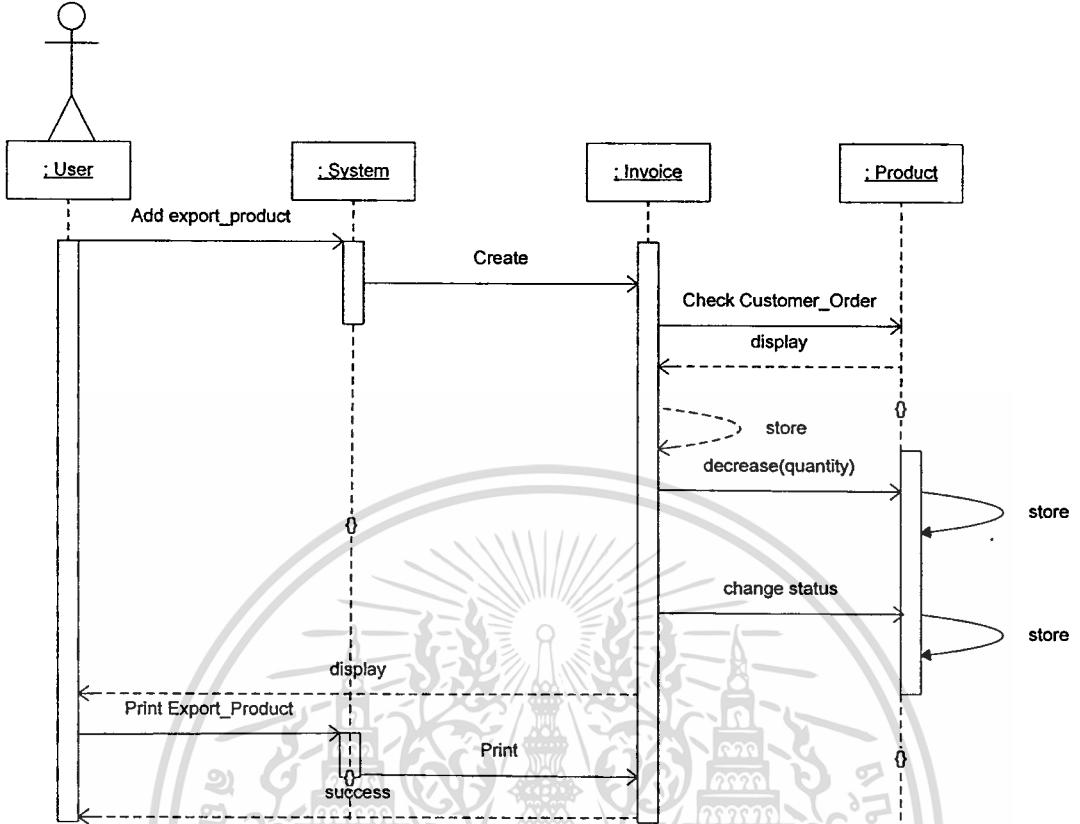 : User
: System
: Invoice
: Product
Add export_product
Create
Check Customer_Order
display
{}
store
decrease(quantity)
store
{}
change status
store
display
Print Export_Product
Print
{}
{}
success